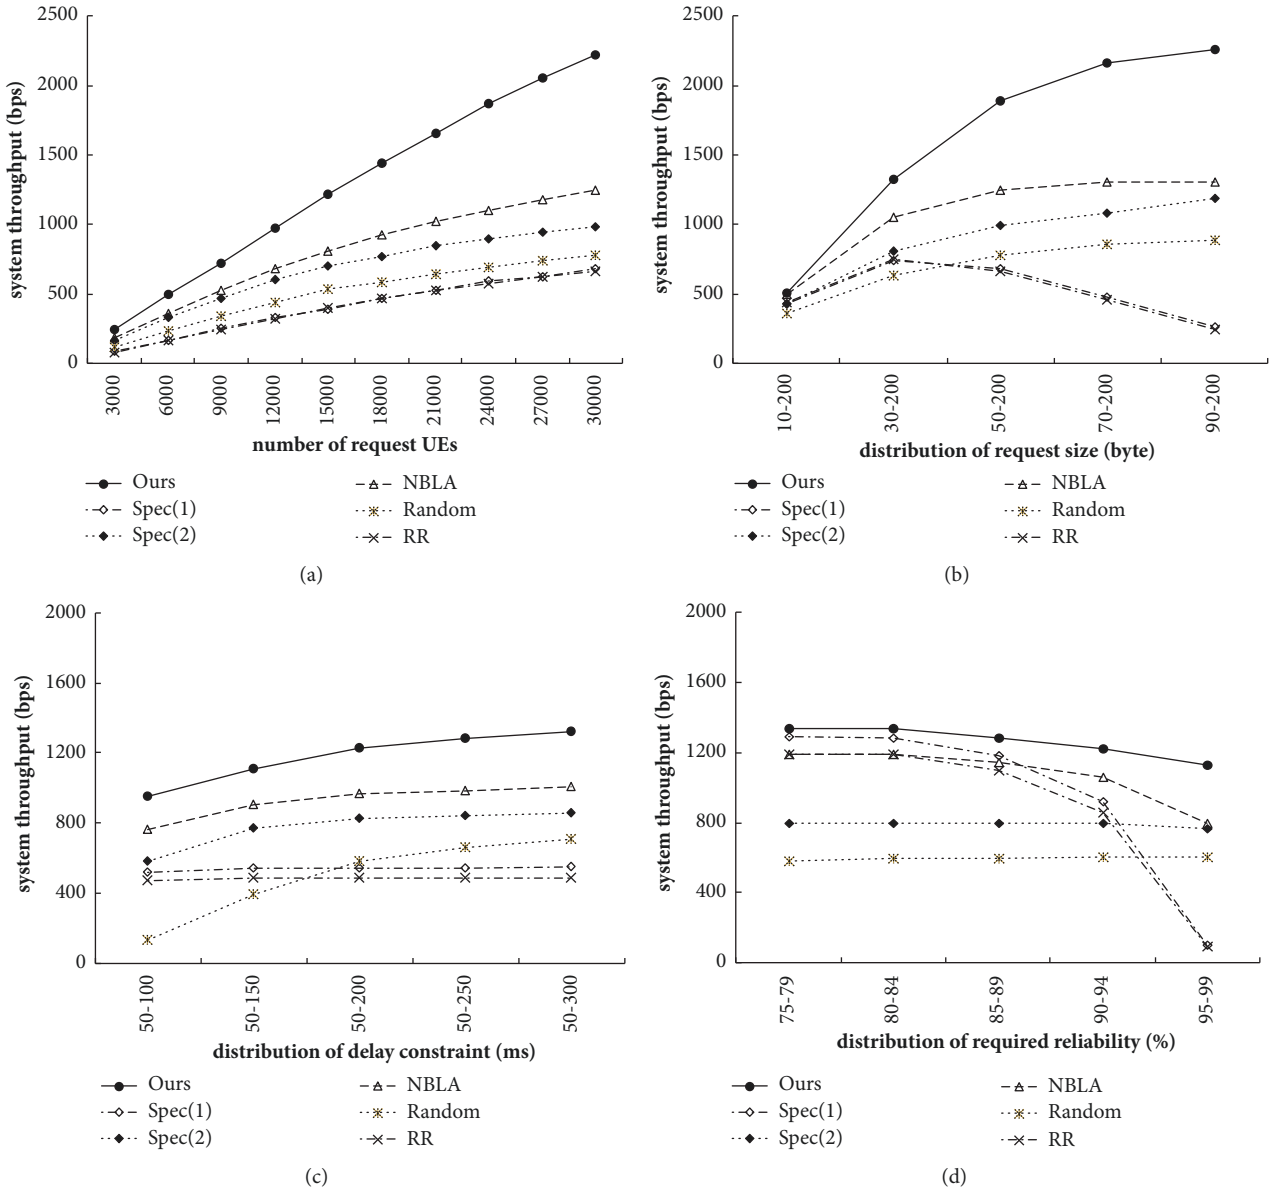 2500
2000
1500
1000
500
0
system throughput (bps)
3000
6000
9000
12000
15000
18000
21000
24000
27000
30000
number of request UEs
Ours
NBLA
Spec(1)
Random
Spec(2)
RR
(a)
2500
2000
1500
1000
500
0
system throughput (bps)
10-200
30-200
50-200
70-200
90-200
distribution of request size (byte)
Ours
NBLA
Spec(1)
Random
Spec(2)
RR
(b)
2000
1600
1200
800
400
0
system throughput (bps)
50-100
50-150
50-200
50-250
50-300
distribution of delay constraint (ms)
Ours
NBLA
Spec(1)
Random
Spec(2)
RR
(c)
2000
1600
1200
800
400
0
system throughput (bps)
75-79
80-84
85-89
90-94
95-99
distribution of required reliability (%)
Ours
NBLA
Spec(1)
Random
Spec(2)
RR
(d)